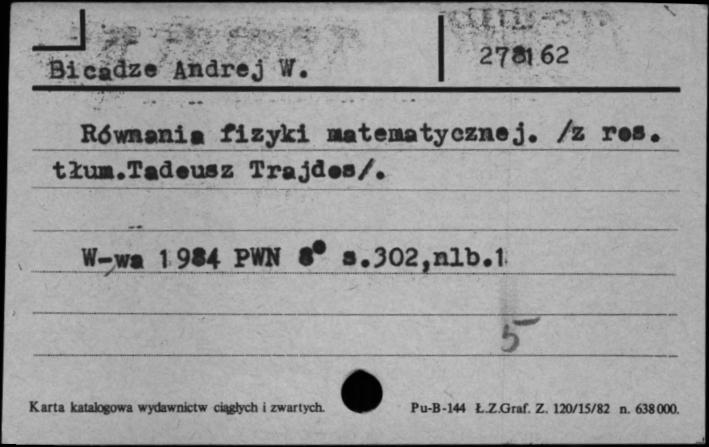 Bicadze Andrej W.
278162
Równania fizyki matematycznej. /z ros.
tłum.Tadeusz Trajdos/.
W-wa 1984 PWN 8° s.302,nlb.1
5
Karta katalogowa wydawnictw ciągłych i zwartych.
Pu-B-144 Ł.Z.Graf. Z. 120/15/82 n. 638000.